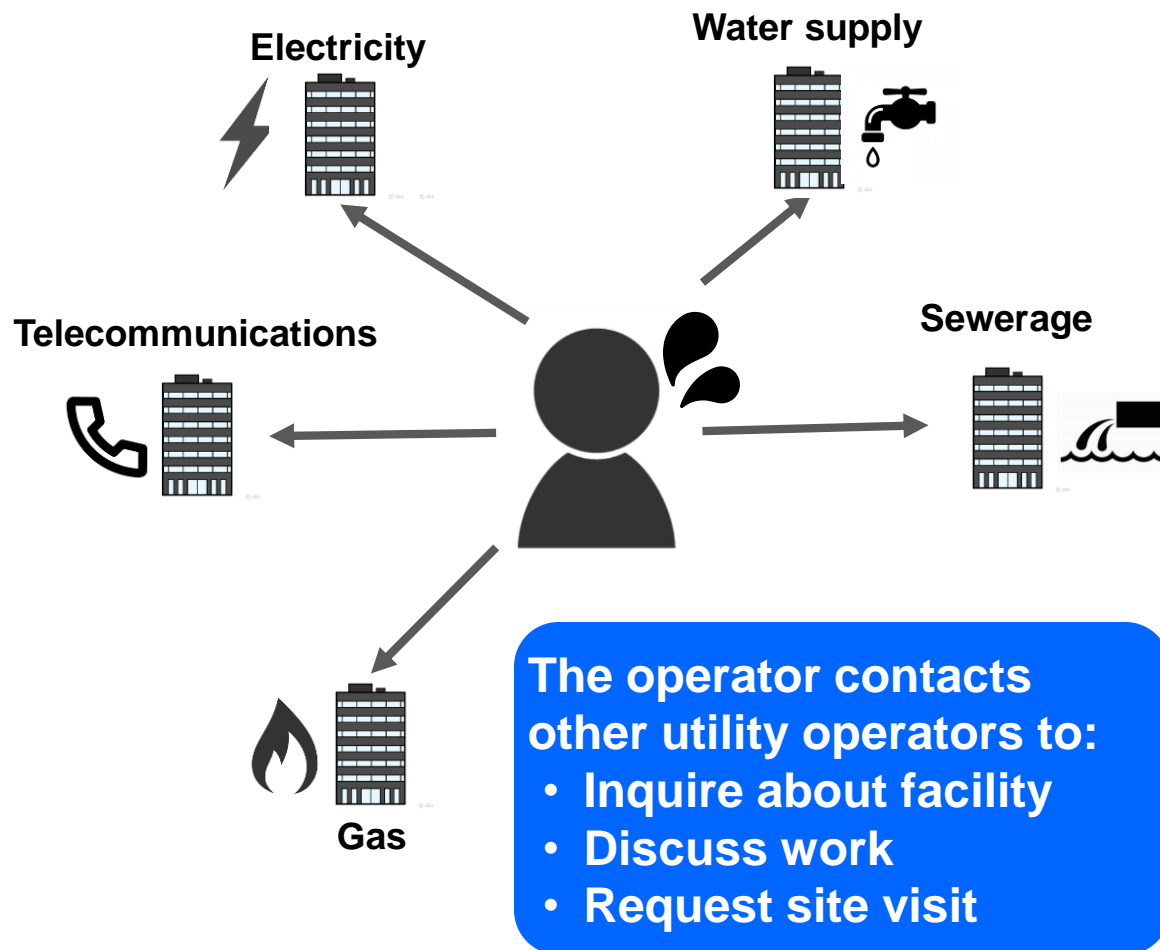 Electricity
Water supply
Telecommunications
Sewerage
Gas
The operator contacts
other utility operators to:
• Inquire about facility
• Discuss work
• Request site visit